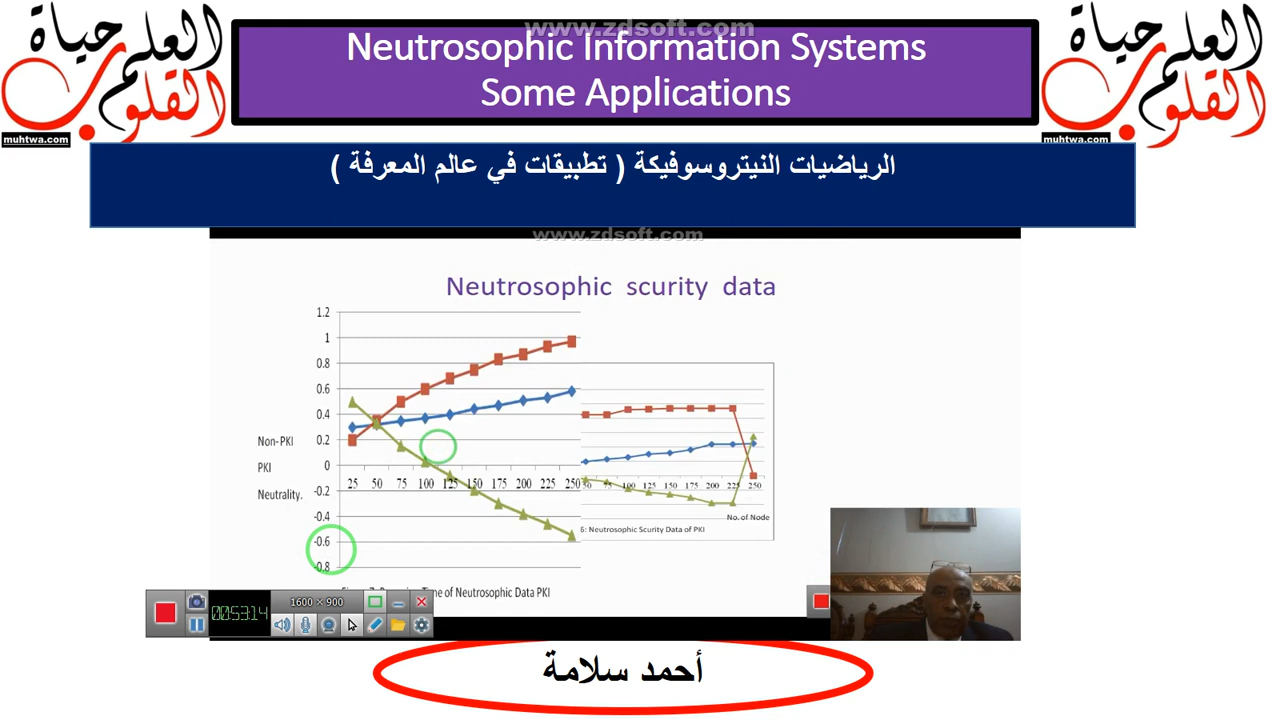 www.zdsoft.com
العلم حياة القلوب
muhtwa.com
Neutrosophic Information Systems
Some Applications
العلم حياة القلوب
muhtwa.com
الرياضيات النيتروسوفيكة ( تطبيقات في عالم المعرفة )
www.zdsoft.com
Neutrosophic scurity data
1.2
1
0.8
0.6
0.4
0.2
0
-0.2
-0.4
-0.6
-0.8
Non-PKI
PKI
Neutrality.
25 50 75 100 125 150 175 200 225 250
50 75 100 125 150 175 200 225 250
No. of Node
6: Neutrosophic Scurity Data of PKI
Time of Neutrosophic Data PKI
1600 × 900
00:53:14
أحمد سلامة